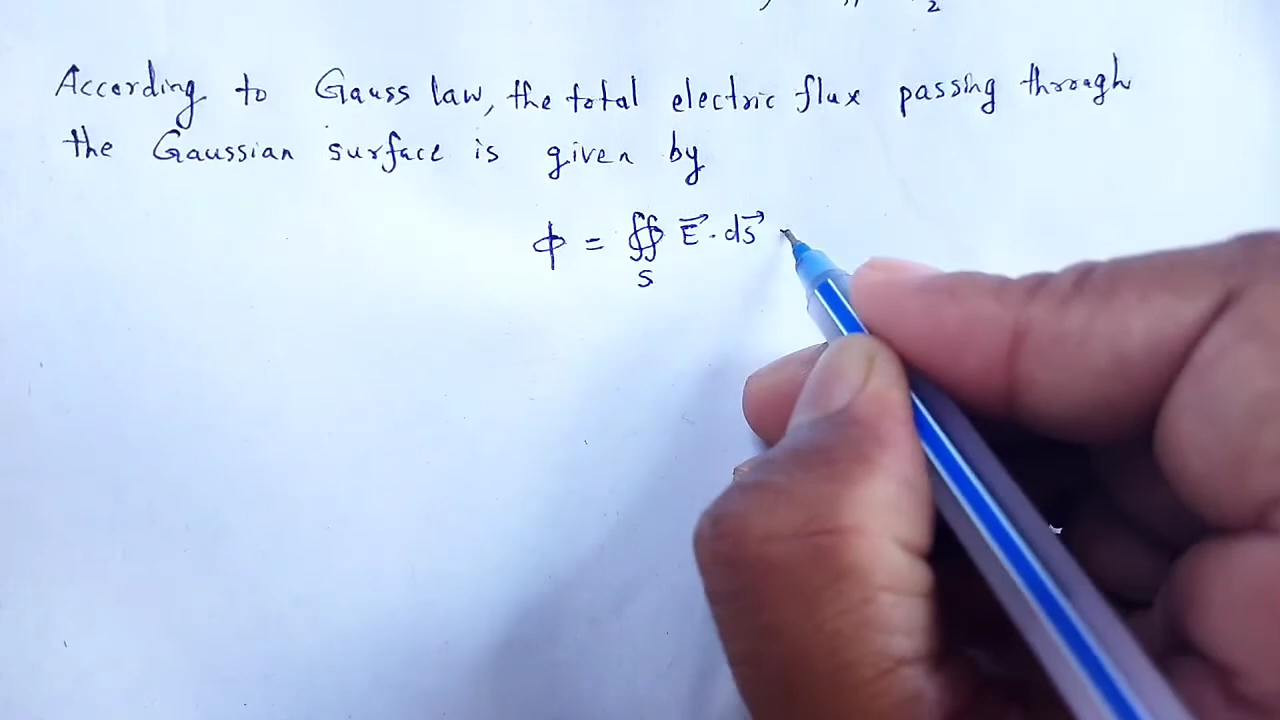 According to Gauss law, the total electric flux passing through
the Gaussian surface is given by
ϕ = ∯ E⃗ · ds⃗
S